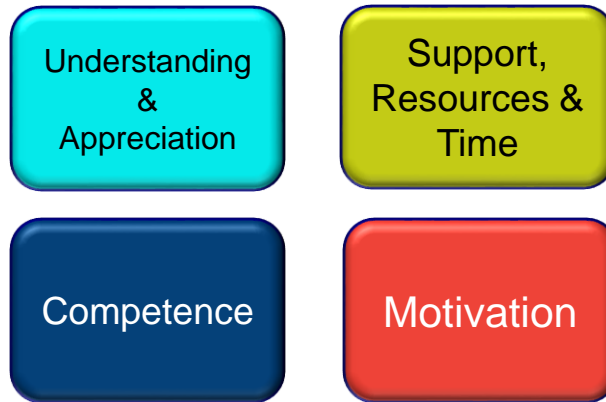 Understanding
&
Appreciation
Support,
Resources &
Time
Competence
Motivation